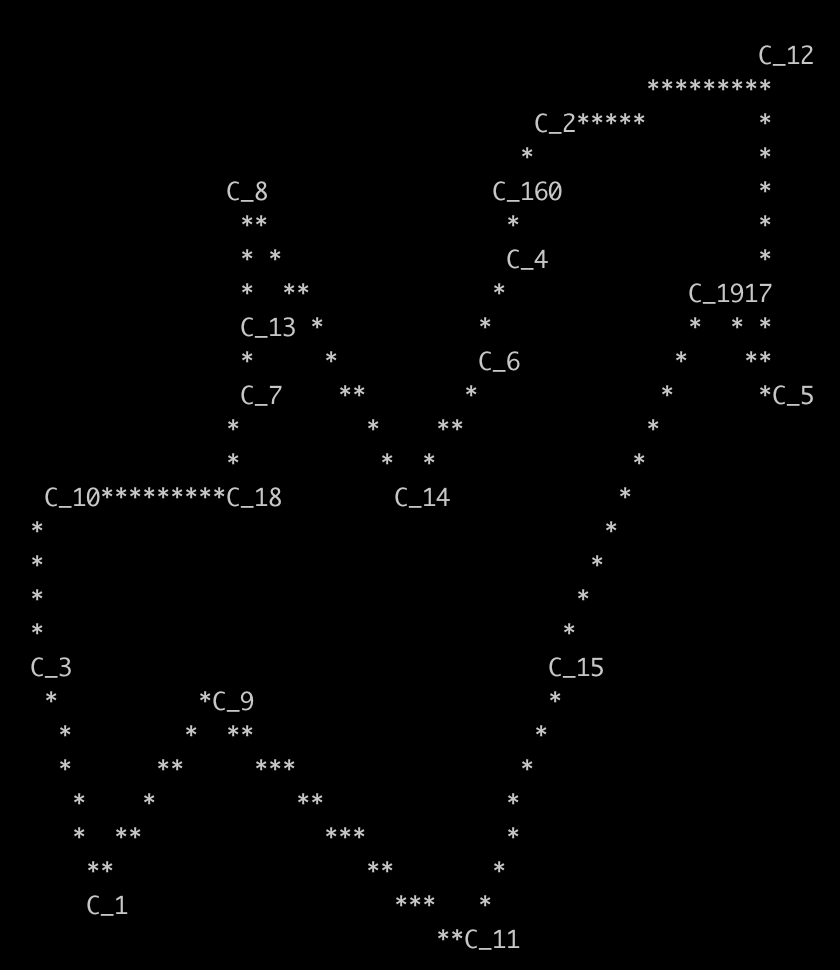 C_12
*********
C_2***** *
* *
C_8 C_160 *
** * *
* * C_4 *
* ** * C_1917
C_13 * * * * *
* * C_6 * **
C_7 ** * * *C_5
* * ** *
* * * *
C_10*********C_18 C_14 *
* *
* *
* *
* *
C_3 C_15
* *C_9 *
* * ** *
* ** *** *
* * ** *
* ** *** *
** ** *
C_1 *** *
**C_11